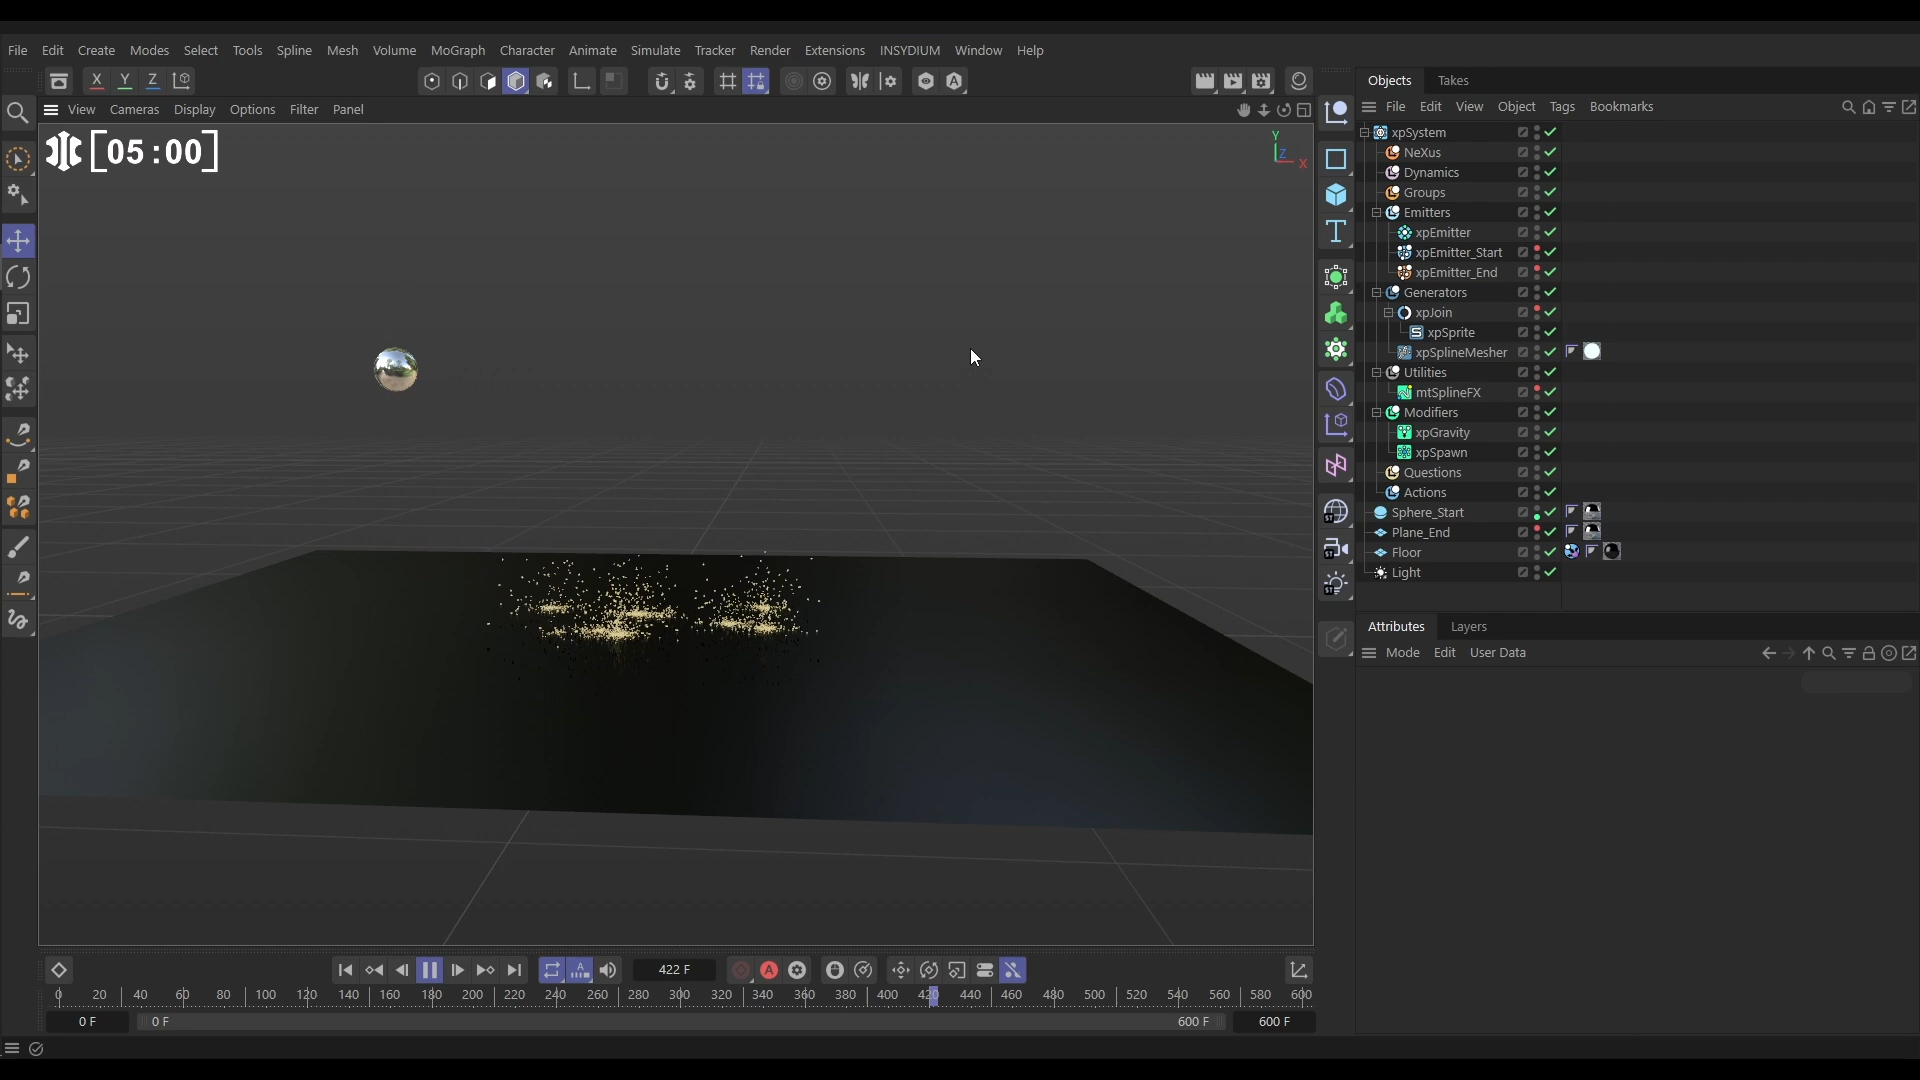 File Edit Create Modes Select Tools Spline Mesh Volume MoGraph Character Animate Simulate Tracker Render Extensions INSYDIUM Window Help
X Y Z
Objects Takes
View Cameras Display Options Filter Panel
File Edit View Object Tags Bookmarks
[05:00]
Y
Z
X
xpSystem
NeXus
Dynamics
Groups
Emitters
xpEmitter
xpEmitter_Start
xpEmitter_End
Generators
xpJoin
xpSprite
xpSplineMesher
Utilities
mtSplineFX
Modifiers
xpGravity
xpSpawn
Questions
Actions
Sphere_Start
Plane_End
Floor
Light
T
ST
ST
ST
Attributes Layers
Mode Edit User Data
A 422 F A
0 20 40 60 80 100 120 140 160 180 200 220 240 260 280 300 320 340 360 380 400 420 440 460 480 500 520 540 560 580 600
0 F 0 F 600 F 600 F